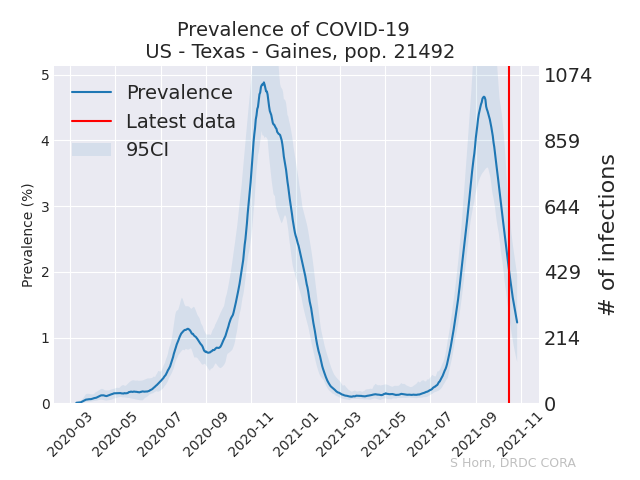 Prevalence of COVID-19
US - Texas - Gaines, pop. 21492
Prevalence
Latest data
95CI
Prevalence (%)
5
4
3
2
1
0
1074
859
644
429
214
0
# of infections
2020-03
2020-05
2020-07
2020-09
2020-11
2021-01
2021-03
2021-05
2021-07
2021-09
2021-11
S Horn, DRDC CORA